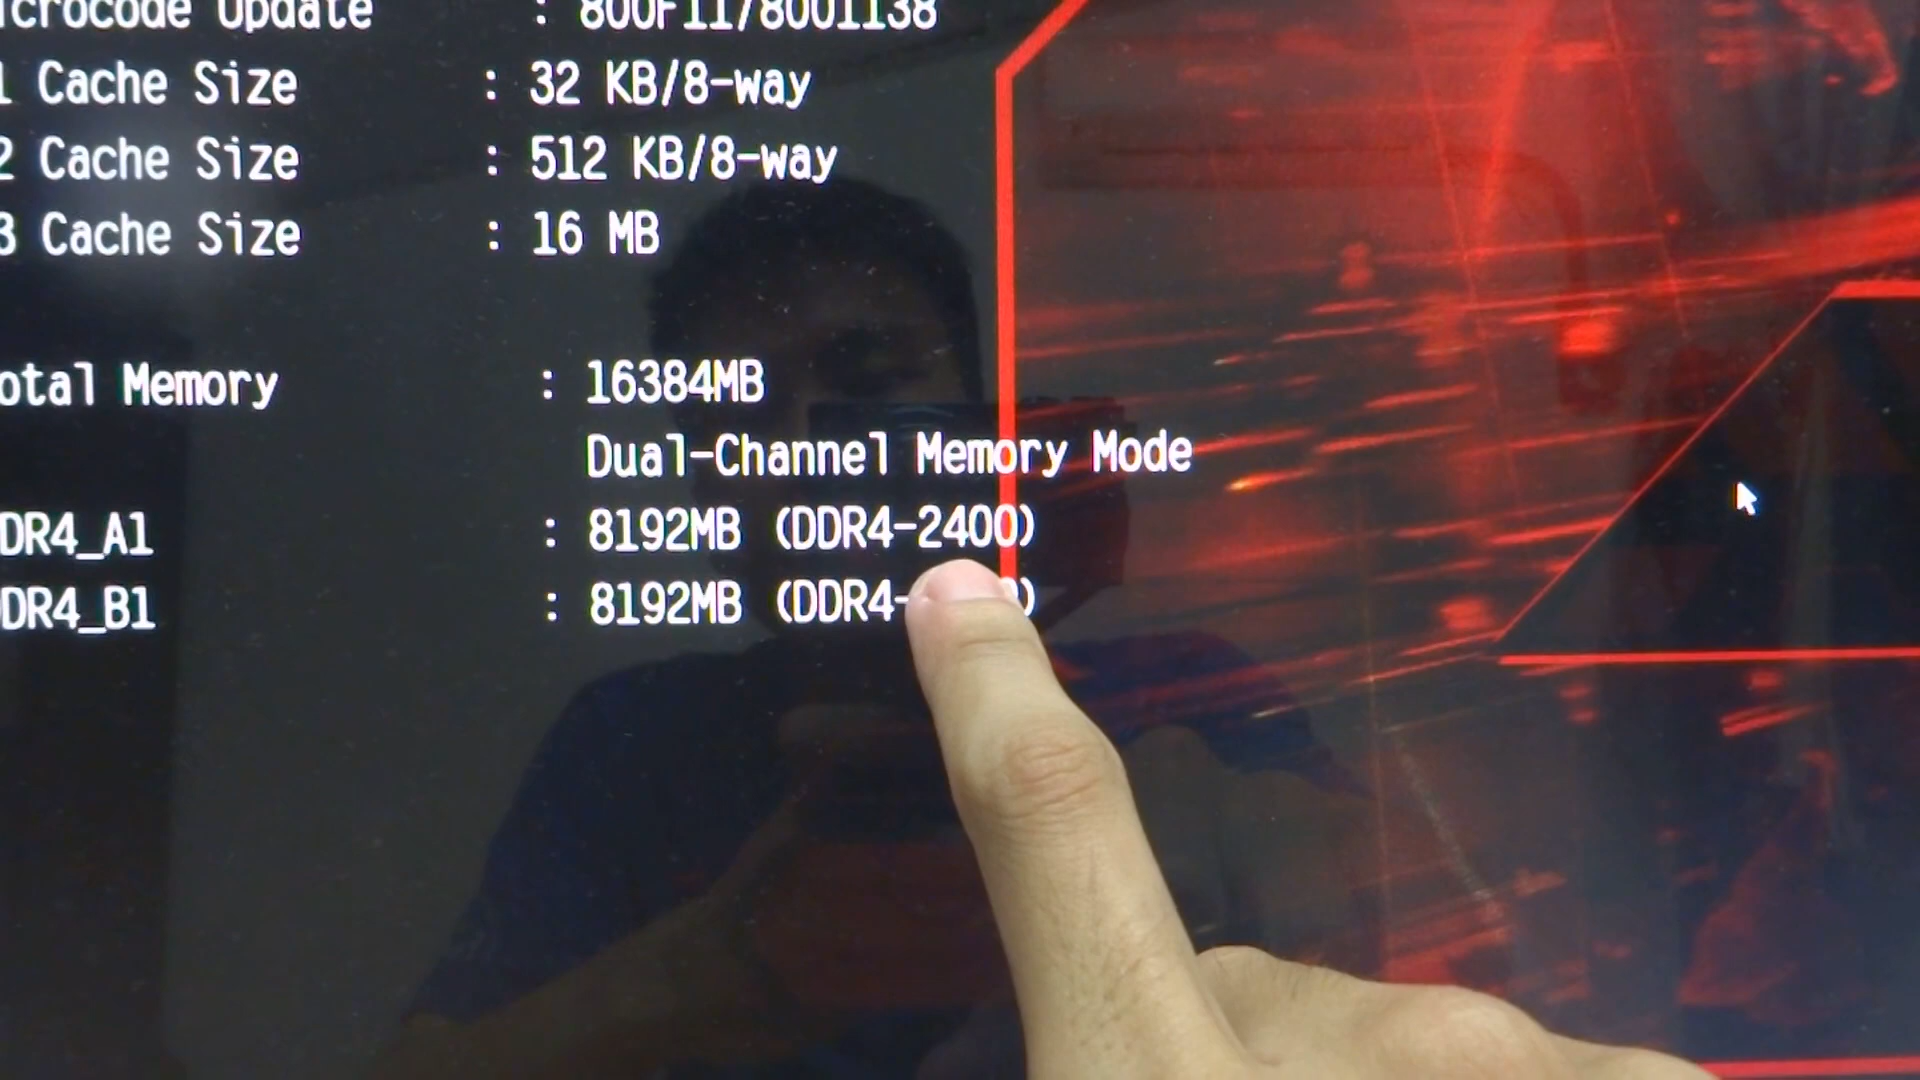 icrocode Update : 800F11/8001138
1 Cache Size : 32 KB/8-way
2 Cache Size : 512 KB/8-way
3 Cache Size : 16 MB
otal Memory : 16384MB
Dual-Channel Memory Mode
DR4_A1 : 8192MB (DDR4-2400)
DR4_B1 : 8192MB (DDR4-